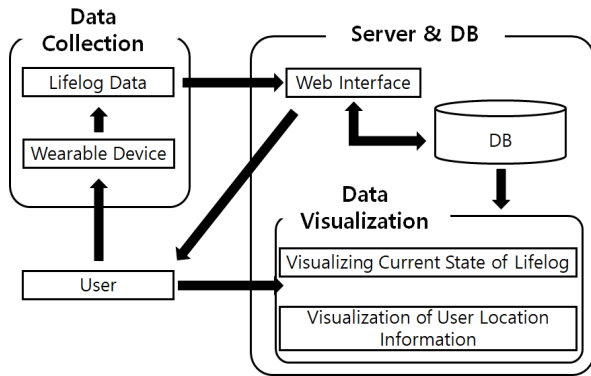 Data
Collection
Lifelog Data
Wearable Device
User
Server & DB
Web Interface
DB
Data
Visualization
Visualizing Current State of Lifelog
Visualization of User Location
Information